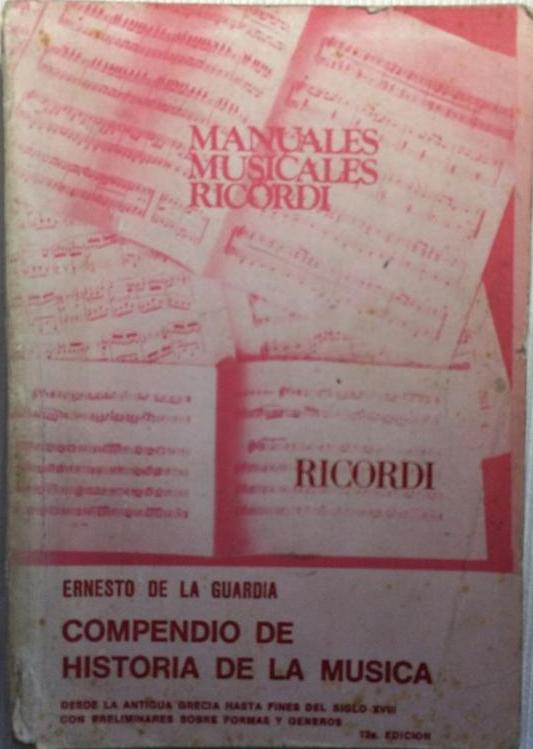 MANUALES
MUSICALES
RICORDI
RICORDI
ERNESTO DE LA GUARDIA
COMPENDIO DE
HISTORIA DE LA MUSICA
DESDE LA ANTIGUA GRECIA HASTA FINES DEL SIGLO XVIII
CON PRELIMINARES SOBRE FORMAS Y GENEROS
12a. EDICION